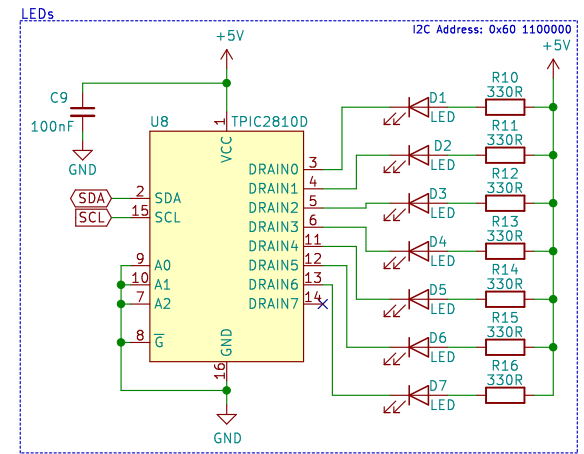 LEDs
I2C Address: 0x60 1100000
+5V
+5V
C9
100nF
GND
U8
TPIC2810D
1
VCC
SDA
2
SDA
SCL
15
SCL
9
A0
10
A1
7
A2
8
G
GND
16
GND
DRAIN0
3
DRAIN1
4
DRAIN2
5
DRAIN3
6
DRAIN4
11
DRAIN5
12
DRAIN6
13
DRAIN7
14
D1
LED
R10
330R
D2
LED
R11
330R
D3
LED
R12
330R
D4
LED
R13
330R
D5
LED
R14
330R
D6
LED
R15
330R
D7
LED
R16
330R